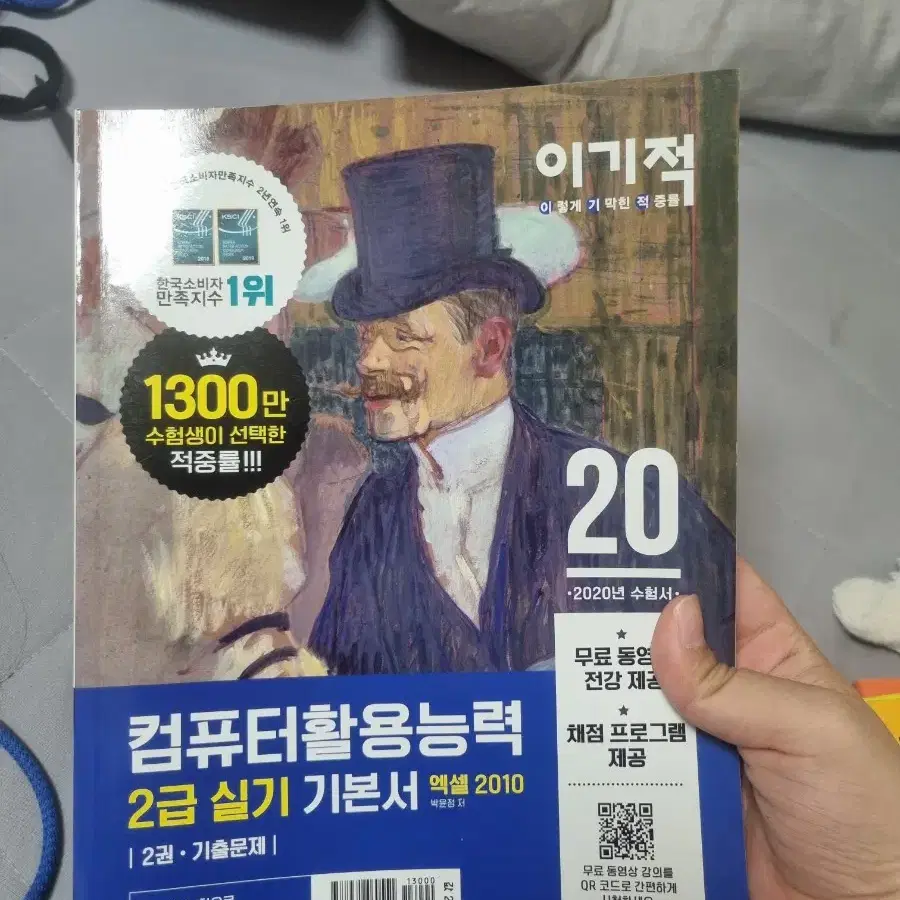 이기적
이렇게 기막힌 적중률
소비자만족지수 2년연속 1위
KSCI KSCI
한국소비자
만족지수 1위
1300만
수험생이 선택한
적중률!!!
20
·2020년 수험서·
★
무료 동영
전강 제공
★
채점 프로그램
제공
컴퓨터활용능력
2급 실기 기본서 엑셀 2010
박윤정 저
| 2권 · 기출문제 |
13000
무료 동영상 강의를
QR 코드로 간편하게